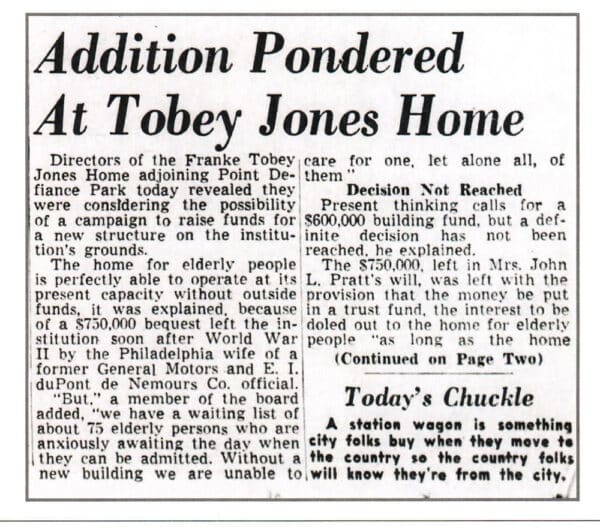 Addition Pondered
At Tobey Jones Home
Directors of the Franke Tobey
Jones Home adjoining Point De-
fiance Park today revealed they
were considering the possibility
of a campaign to raise funds for
a new structure on the institu-
tion's grounds.
The home for elderly people
is perfectly able to operate at its
present capacity without outside
funds, it was explained, because
of a $750,000 bequest left the in-
stitution soon after World War
II by the Philadelphia wife of a
former General Motors and E. I.
duPont de Nemours Co. official.
"But," a member of the board
added, "we have a waiting list of
about 75 elderly persons who are
anxiously awaiting the day when
they can be admitted. Without a
new building we are unable to
care for one, let alone all, of
them"
Decision Not Reached
Present thinking calls for a
$600,000 building fund, but a def-
inite decision has not been
reached, he explained.
The $750,000, left in Mrs. John
L. Pratt's will, was left with the
provision that the money be put
in a trust fund, the interest to be
doled out to the home for elderly
people "as long as the home
(Continued on Page Two)
Today's Chuckle
A station wagon is something
city folks buy when they move to
the country so the country folks
will know they're from the city.